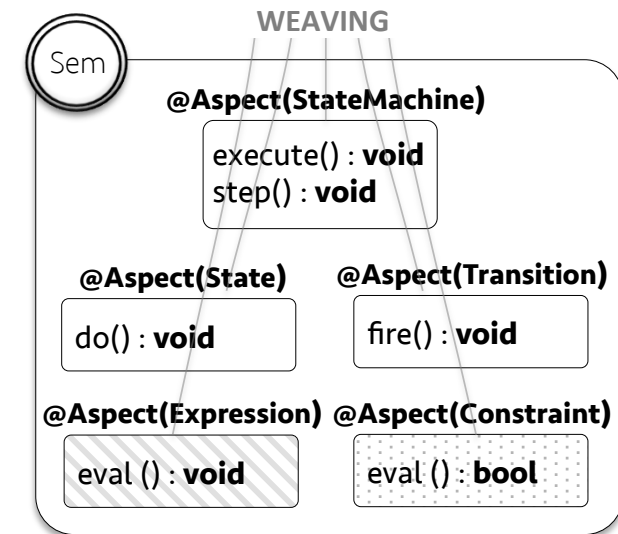 WEAVING
Sem
@Aspect(StateMachine)
execute() : void
step() : void
@Aspect(State) @Aspect(Transition)
do() : void fire() : void
@Aspect(Expression) @Aspect(Constraint)
eval () : void eval () : bool